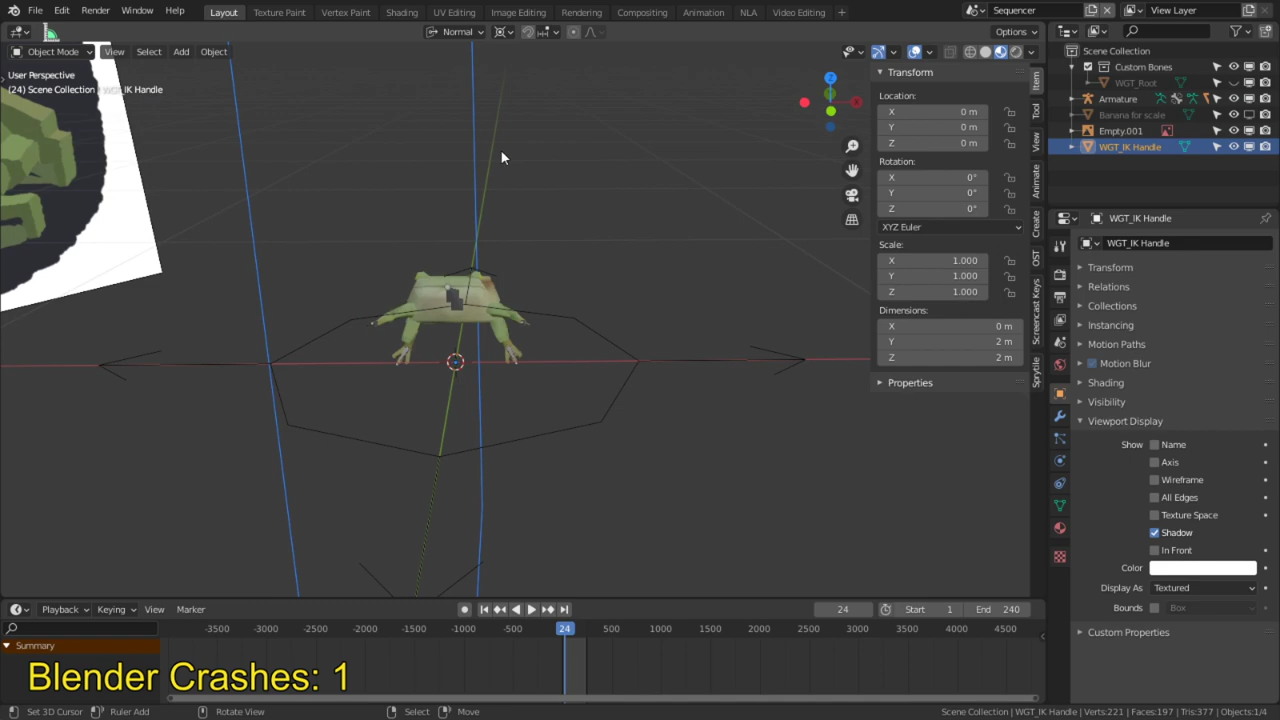 File Edit Render Window Help Layout Texture Paint Vertex Paint Shading UV Editing Image Editing Rendering Compositing Animation NLA Video Editing + Sequencer View Layer
Normal Options
Object Mode View Select Add Object
User Perspective
(24) Scene Collection | WGT_IK Handle
Transform
Location:
X 0 m
Y 0 m
Z 0 m
Rotation:
X 0°
Y 0°
Z 0°
XYZ Euler
Scale:
X 1.000
Y 1.000
Z 1.000
Dimensions:
X 0 m
Y 2 m
Z 2 m
Properties
Item
Tool
View
Animate
Create
OST
Screencast Keys
Sprytile
Scene Collection
Custom Bones
WGT_Root
Armature
Banana for scale
Empty.001
WGT_IK Handle
WGT_IK Handle
WGT_IK Handle
Transform
Relations
Collections
Instancing
Motion Paths
Motion Blur
Shading
Visibility
Viewport Display
Show Name
Axis
Wireframe
All Edges
Texture Space
Shadow
In Front
Color
Display As Textured
Bounds Box
Custom Properties
Playback Keying View Marker 24 Start 1 End 240
-3500 -3000 -2500 -2000 -1500 -1000 -500 24 500 1000 1500 2000 2500 3000 3500 4000 4500
Summary
Blender Crashes: 1
Set 3D Cursor Ruler Add Rotate View Select Move Scene Collection | WGT_IK Handle | Verts:221 | Faces:197 | Tris:377 | Objects:1/4